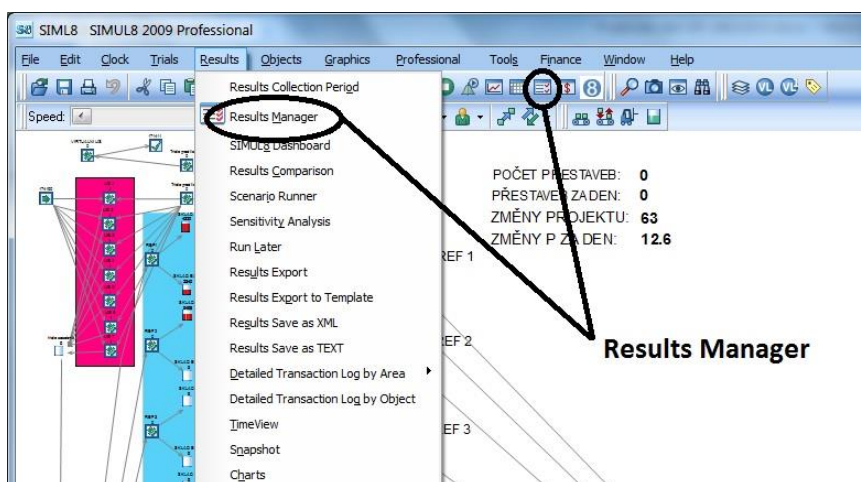 SIML8 SIMUL8 2009 Professional
File Edit Clock Trials Results Objects Graphics Professional Tools Finance Window Help
Speed:
Results Collection Period
Results Manager
SIMUL8 Dashboard
Results Comparison
Scenario Runner
Sensitivity Analysis
Run Later
Results Export
Results Export to Template
Results Save as XML
Results Save as TEXT
Detailed Transaction Log by Area
Detailed Transaction Log by Object
TimeView
Snapshot
Charts
POČET PŘESTAVEB: 0
PŘESTAVEB ZA DEN: 0
ZMĚNY PROJEKTU: 63
ZMĚNY P ZA DEN: 12.6
REF 1
REF 2
REF 3
Results Manager